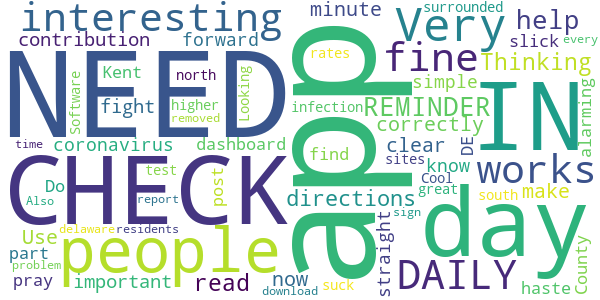 interesting
Very
surrounded
minute
help
contribution
forward
slick
every
fine
Thinking
NEED
app
IN
Kent
north
Looking
rates
simple
Software
fight
higher
removed
infection
REMINDER
alarming
correctly
coronavirus
dashboard
clear
DE
works
time
test
find
sites
know
CHECK
Do
post
directions
Cool
great
make
Also
report
day
south
people
delaware
residents
straight
sign
County
Use
part
now
DAILY
problem
pray
important
read
download
suck
haste